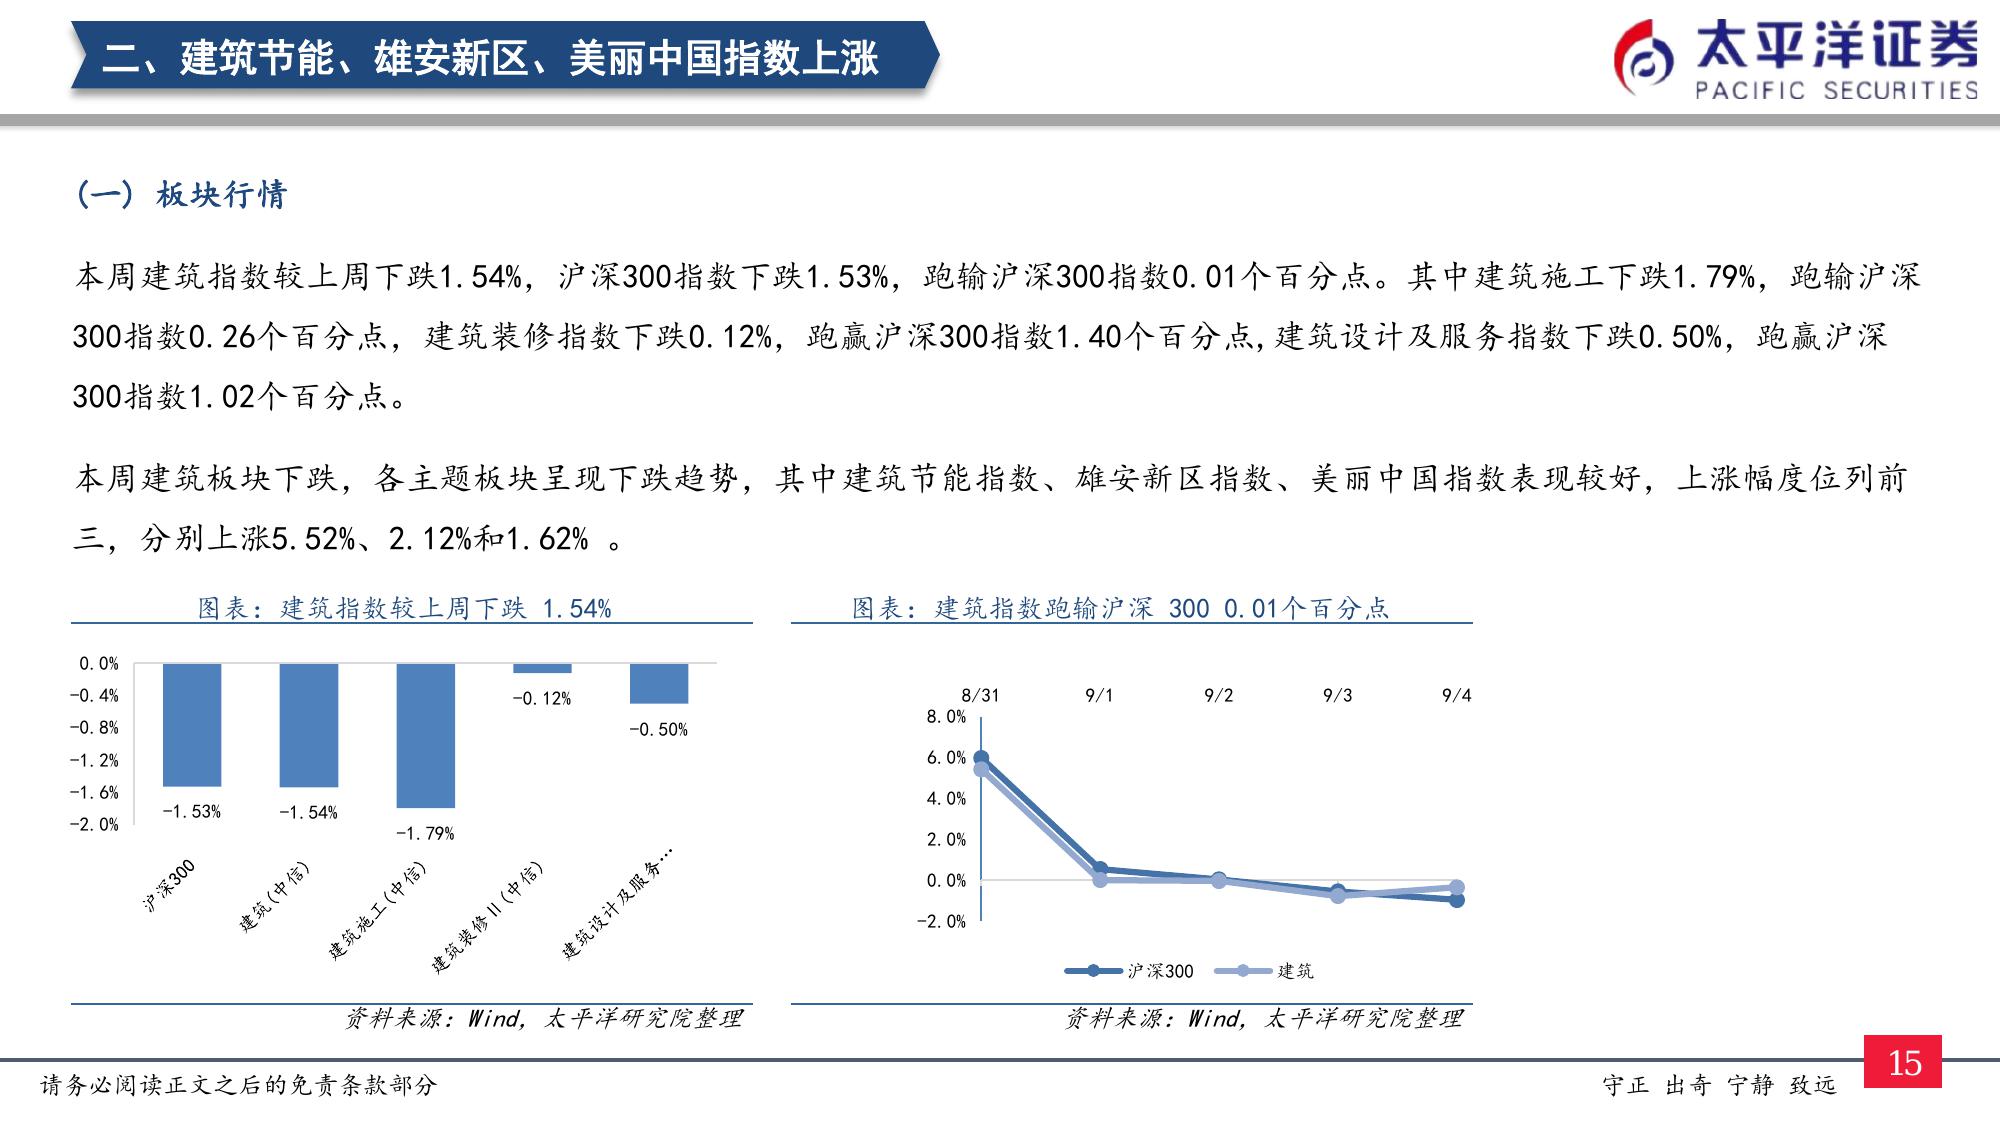 二、建筑节能、雄安新区、美丽中国指数上涨
太平洋证券
PACIFIC SECURITIES
(一) 板块行情
本周建筑指数较上周下跌1.54%，沪深300指数下跌1.53%，跑输沪深300指数0.01个百分点。其中建筑施工下跌1.79%，跑输沪深
300指数0.26个百分点，建筑装修指数下跌0.12%，跑赢沪深300指数1.40个百分点,建筑设计及服务指数下跌0.50%，跑赢沪深
300指数1.02个百分点。
本周建筑板块下跌，各主题板块呈现下跌趋势，其中建筑节能指数、雄安新区指数、美丽中国指数表现较好，上涨幅度位列前
三，分别上涨5.52%、2.12%和1.62% 。
图表：建筑指数较上周下跌 1.54%
0.0%
-0.4%
-0.8%
-1.2%
-1.6%
-2.0%
-1.53%
-1.54%
-1.79%
-0.12%
-0.50%
沪深300
建筑(中信)
建筑施工(中信)
建筑装修Ⅱ(中信)
建筑设计及服务…
资料来源：Wind，太平洋研究院整理
图表：建筑指数跑输沪深 300 0.01个百分点
8/31
9/1
9/2
9/3
9/4
8.0%
6.0%
4.0%
2.0%
0.0%
-2.0%
沪深300
建筑
资料来源：Wind，太平洋研究院整理
请务必阅读正文之后的免责条款部分
守正 出奇 宁静 致远
15